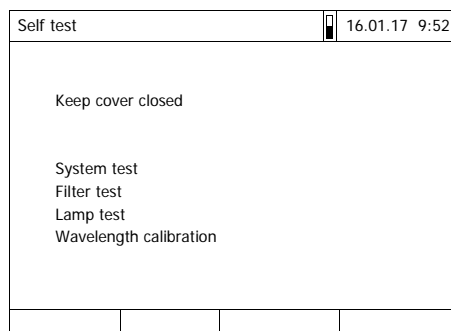 Self test 16.01.17 9:52
Keep cover closed
System test
Filter test
Lamp test
Wavelength calibration